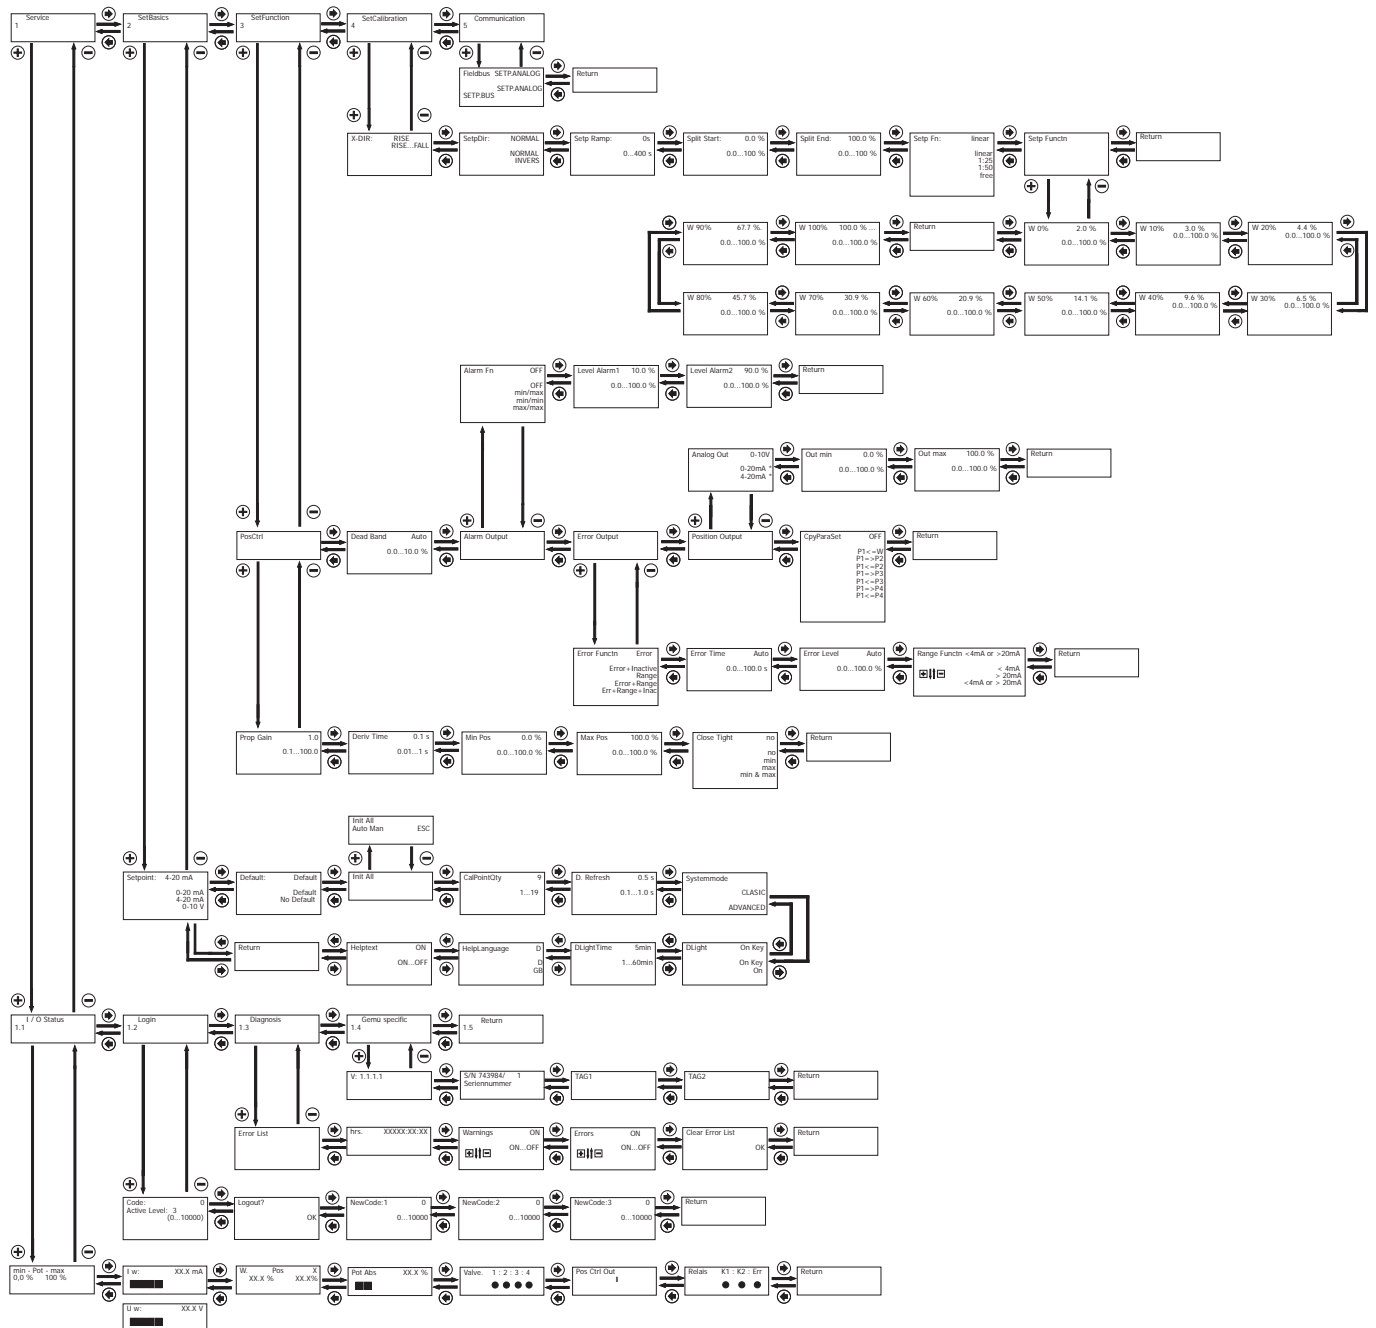 Service
1
SetBasics
2
SetFunction
3
SetCalibration
4
Communication
5
Fieldbus SETP.ANALOG
SETP.ANALOG
SETP.BUS
Return
X-DIR: RISE
RISE...FALL
SetpDir: NORMAL
NORMAL
INVERS
Setp Ramp: 0s
0...400 s
Split Start: 0.0 %
0.0...100 %
Split End: 100.0 %
0.0...100 %
Setp Fn: linear
linear
1:25
1:50
free
Setp Functn
Return
W 90% 67.7 %.
0.0...100.0 %
W 100% 100.0 % ...
0.0...100.0 %
Return
W 0% 2.0 %
0.0...100.0 %
W 10% 3.0 %
0.0...100.0 %
W 20% 4.4 %
0.0...100.0 %
W 80% 45.7 %
0.0...100.0 %
W 70% 30.9 %
0.0...100.0 %
W 60% 20.9 %
0.0...100.0 %
W 50% 14.1 %
0.0...100.0 %
W 40% 9.6 %
0.0...100.0 %
W 30% 6.5 %
0.0...100.0 %
Alarm Fn OFF
OFF
min/max
min/min
max/max
Level Alarm1 10.0 %
0.0...100.0 %
Level Alarm2 90.0 %
0.0...100.0 %
Return
Analog Out 0-10V
0-20mA *
4-20mA *
Out min 0.0 %
0.0...100.0 %
Out max 100.0 %
0.0...100.0 %
Return
PosCtrl
Dead Band Auto
0.0...10.0 %
Alarm Output
Error Output
Position Output
CpyParaSet OFF
P1<=W
P1=>P2
P1<=P2
P1=>P3
P1<=P3
P1=>P4
P1<=P4
Return
Error Functn Error
Error+Inactive
Range
Error+Range
Err+Range+Inac
Error Time Auto
0.0...100.0 s
Error Level Auto
0.0...100.0 %
Range Functn <4mA or >20mA
< 4mA
> 20mA
<4mA or > 20mA
Return
Prop Gain 1.0
0.1...100.0
Deriv Time 0.1 s
0.01...1 s
Min Pos 0.0 %
0.0...100.0 %
Max Pos 100.0 %
0.0...100.0 %
Close Tight no
no
min
max
min & max
Return
Init All
Auto Man ESC
Setpoint: 4-20 mA
0-20 mA
4-20 mA
0-10 V
Default: Default
Default
No Default
Init All
CalPointQty 9
1...19
D. Refresh 0.5 s
0.1...1.0 s
Systemmode
CLASIC
ADVANCED
Return
Helptext ON
ON...OFF
HelpLanguage D
D
GB
DLightTime 5min
1...60min
DLight On Key
On Key
On
I / O Status
1.1
Login
1.2
Diagnosis
1.3
Gemü specific
1.4
Return
1.5
V: 1.1.1.1
S/N 743984/ 1
Seriennummer
TAG1
TAG2
Return
Error List
hrs. XXXXX:XX:XX
Warnings ON
ON...OFF
Errors ON
ON...OFF
Clear Error List
OK
Return
Code: 0
Active Level: 3
(0...10000)
Logout?
OK
NewCode:1 0
0...10000
NewCode:2 0
0...10000
NewCode:3 0
0...10000
Return
min - Pot - max
0,0 % 100 %
I w: XX.X mA
W. Pos X
XX.X % XX.X%
Pot Abs XX.X %
Valve. 1 : 2 : 3 : 4
Pos Ctrl Out
Relais K1 : K2 : Err
Return
U w: XX.X V